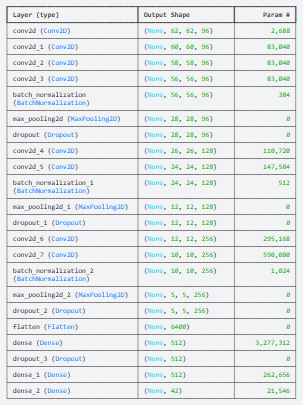 Layer (type) Output Shape Param #
conv2d (Conv2D) (None, 62, 62, 96) 2,688
conv2d_1 (Conv2D) (None, 60, 60, 96) 83,040
conv2d_2 (Conv2D) (None, 58, 58, 96) 83,040
conv2d_3 (Conv2D) (None, 56, 56, 96) 83,040
batch_normalization (None, 56, 56, 96) 384
(BatchNormalization)
max_pooling2d (MaxPooling2D) (None, 28, 28, 96) 0
dropout (Dropout) (None, 28, 28, 96) 0
conv2d_4 (Conv2D) (None, 26, 26, 128) 110,720
conv2d_5 (Conv2D) (None, 24, 24, 128) 147,584
batch_normalization_1 (None, 24, 24, 128) 512
(BatchNormalization)
max_pooling2d_1 (MaxPooling2D) (None, 12, 12, 128) 0
dropout_1 (Dropout) (None, 12, 12, 128) 0
conv2d_6 (Conv2D) (None, 12, 12, 256) 295,168
conv2d_7 (Conv2D) (None, 10, 10, 256) 590,080
batch_normalization_2 (None, 10, 10, 256) 1,024
(BatchNormalization)
max_pooling2d_2 (MaxPooling2D) (None, 5, 5, 256) 0
dropout_2 (Dropout) (None, 5, 5, 256) 0
flatten (Flatten) (None, 6400) 0
dense (Dense) (None, 512) 3,277,312
dropout_3 (Dropout) (None, 512) 0
dense_1 (Dense) (None, 512) 262,656
dense_2 (Dense) (None, 42) 21,546